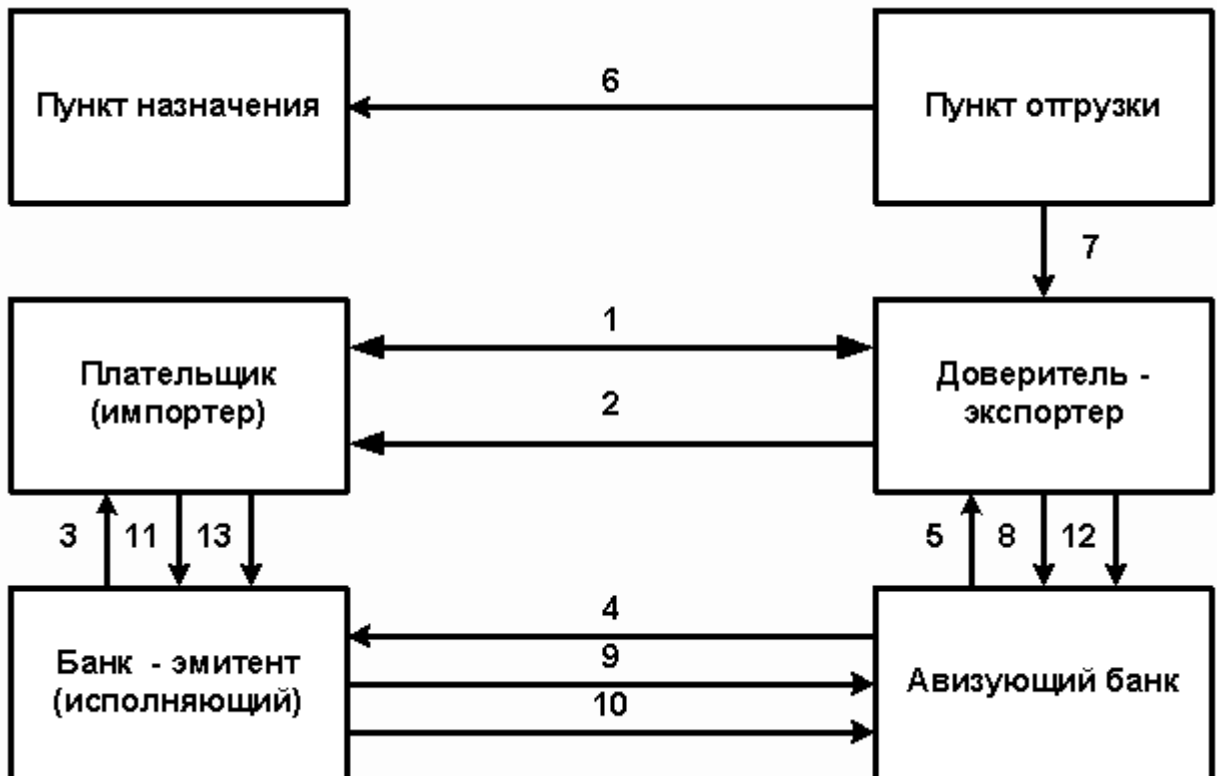 6
Пункт назначения
Пункт отгрузки
7
1
Плательщик
(импортер)
Доверитель -
экспортер
2
3 11 13
5 8 12
4
Банк - эмитент
(исполняющий)
9
Авизующий банк
10